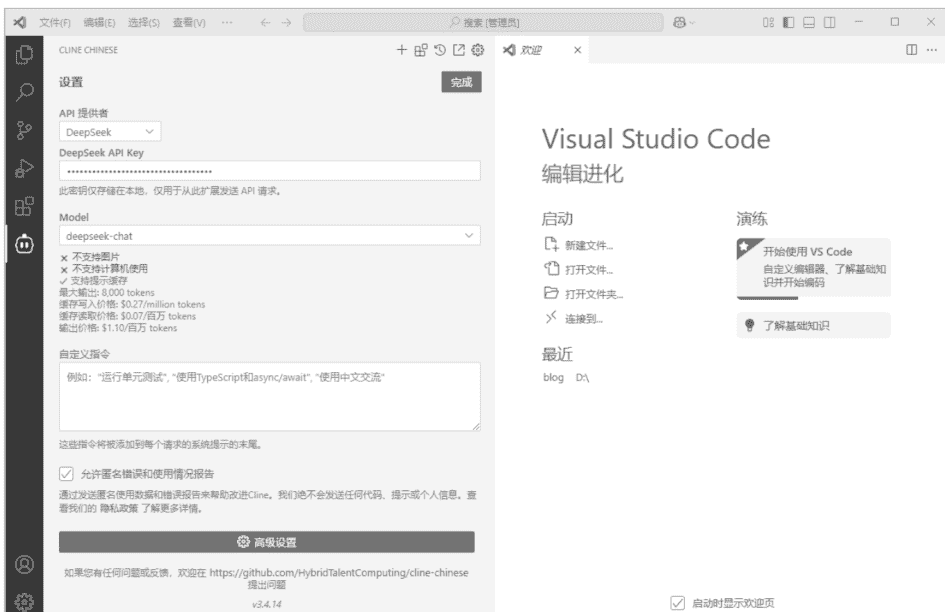 文件(F) 编辑(E) 选择(S) 查看(V) ··· 搜索 [管理员]
CLINE CHINESE
设置
完成
API 提供者
DeepSeek
DeepSeek API Key
••••••••••••••••••••••••••••••••••••
此密钥仅存储在本地，仅用于从此扩展发送 API 请求。
Model
deepseek-chat
不支持图片
不支持计算机使用
支持提示缓存
最大输出: 8,000 tokens
缓存写入价格: $0.27/million tokens
缓存读取价格: $0.07/百万 tokens
输出价格: $1.10/百万 tokens
自定义指令
例如: "运行单元测试", "使用TypeScript和async/await", "使用中文交流"
这些指令将被添加到每个请求的系统提示的末尾。
允许匿名错误和使用情况报告
通过发送匿名使用数据和错误报告来帮助改进Cline。我们绝不会发送任何代码、提示或个人信息。查
看我们的 隐私政策 了解更多详情。
高级设置
如果您有任何问题或反馈，欢迎在 https://github.com/HybridTalentComputing/cline-chinese
提出问题
v3.4.14
欢迎
Visual Studio Code
编辑进化
启动
新建文件...
打开文件...
打开文件夹...
连接到...
最近
blog D:\
演练
开始使用 VS Code
自定义编辑器、了解基础知
识并开始编码
了解基础知识
启动时显示欢迎页